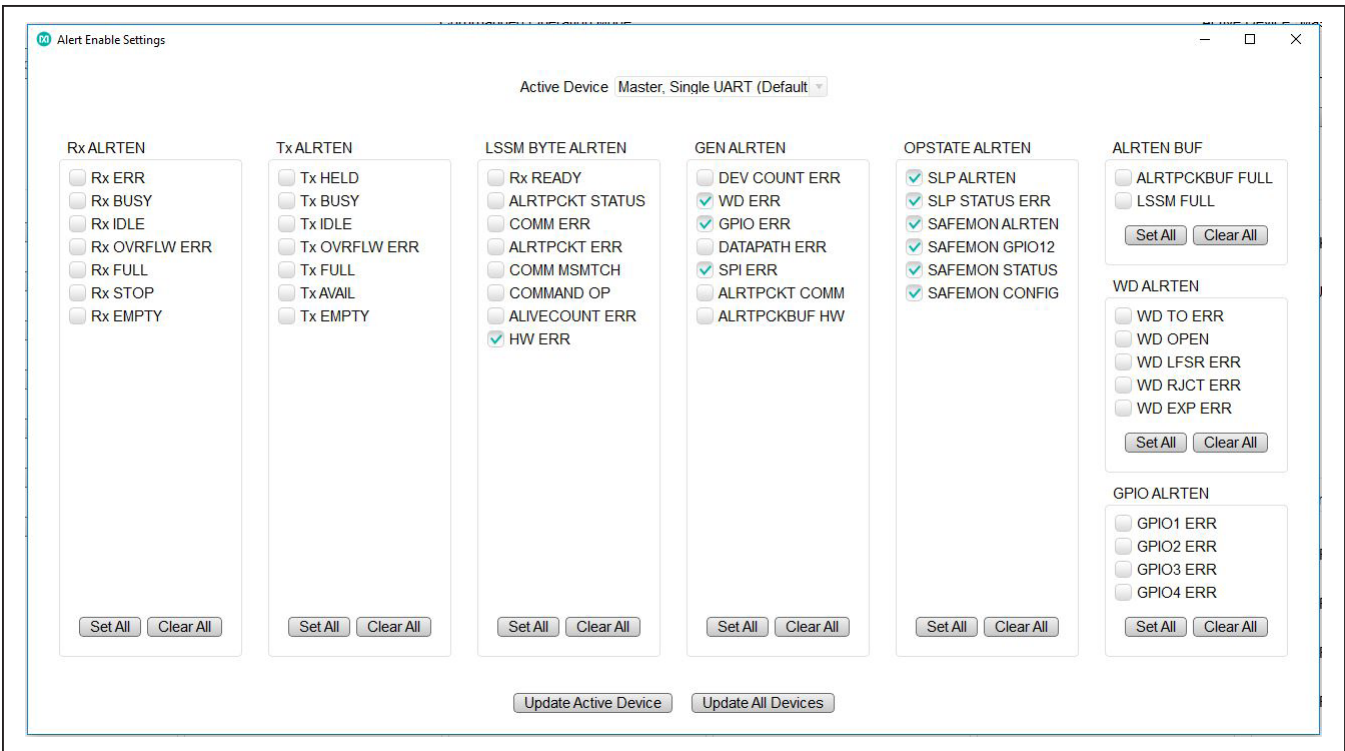 Alert Enable Settings
Active Device Master, Single UART (Default
Rx ALRTEN
Rx ERR
Rx BUSY
Rx IDLE
Rx OVRFLW ERR
Rx FULL
Rx STOP
Rx EMPTY
Set All Clear All
Tx ALRTEN
Tx HELD
Tx BUSY
Tx IDLE
Tx OVRFLW ERR
Tx FULL
Tx AVAIL
Tx EMPTY
Set All Clear All
LSSM BYTE ALRTEN
Rx READY
ALRTPCKT STATUS
COMM ERR
ALRTPCKT ERR
COMM MSMTCH
COMMAND OP
ALIVECOUNT ERR
HW ERR
Set All Clear All
GEN ALRTEN
DEV COUNT ERR
WD ERR
GPIO ERR
DATAPATH ERR
SPI ERR
ALRTPCKT COMM
ALRTPCKBUF HW
Set All Clear All
OPSTATE ALRTEN
SLP ALRTEN
SLP STATUS ERR
SAFEMON ALRTEN
SAFEMON GPIO12
SAFEMON STATUS
SAFEMON CONFIG
Set All Clear All
ALRTEN BUF
ALRTPCKBUF FULL
LSSM FULL
Set All Clear All
WD ALRTEN
WD TO ERR
WD OPEN
WD LFSR ERR
WD RJCT ERR
WD EXP ERR
Set All Clear All
GPIO ALRTEN
GPIO1 ERR
GPIO2 ERR
GPIO3 ERR
GPIO4 ERR
Set All Clear All
Update Active Device Update All Devices